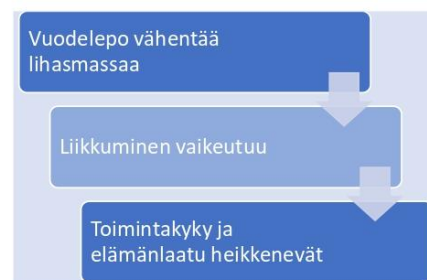 Vuodelepo vähentää
lihasmassaa
Liikkuminen vaikeutuu
Toimintakyky ja
elämänlaatu heikkenevät